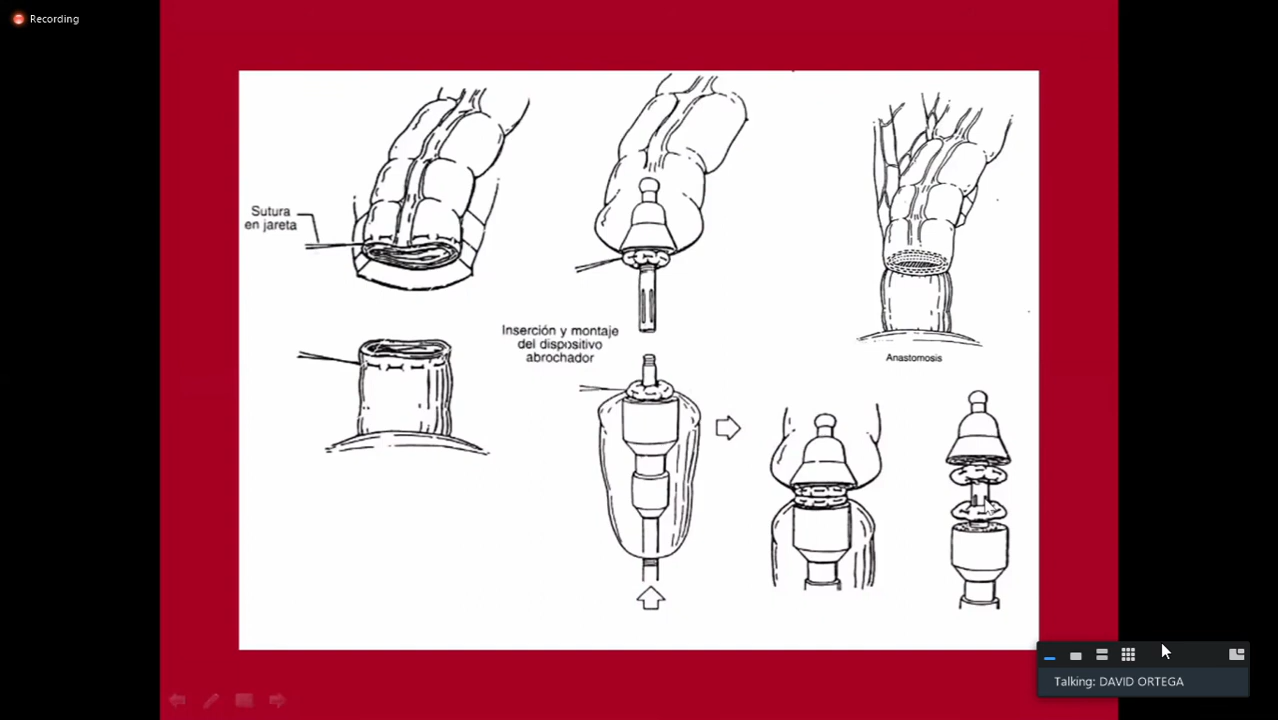 Recording
Sutura
en jareta
Inserción y montaje
del dispositivo
abrochador
Anastomosis
Talking: DAVID ORTEGA